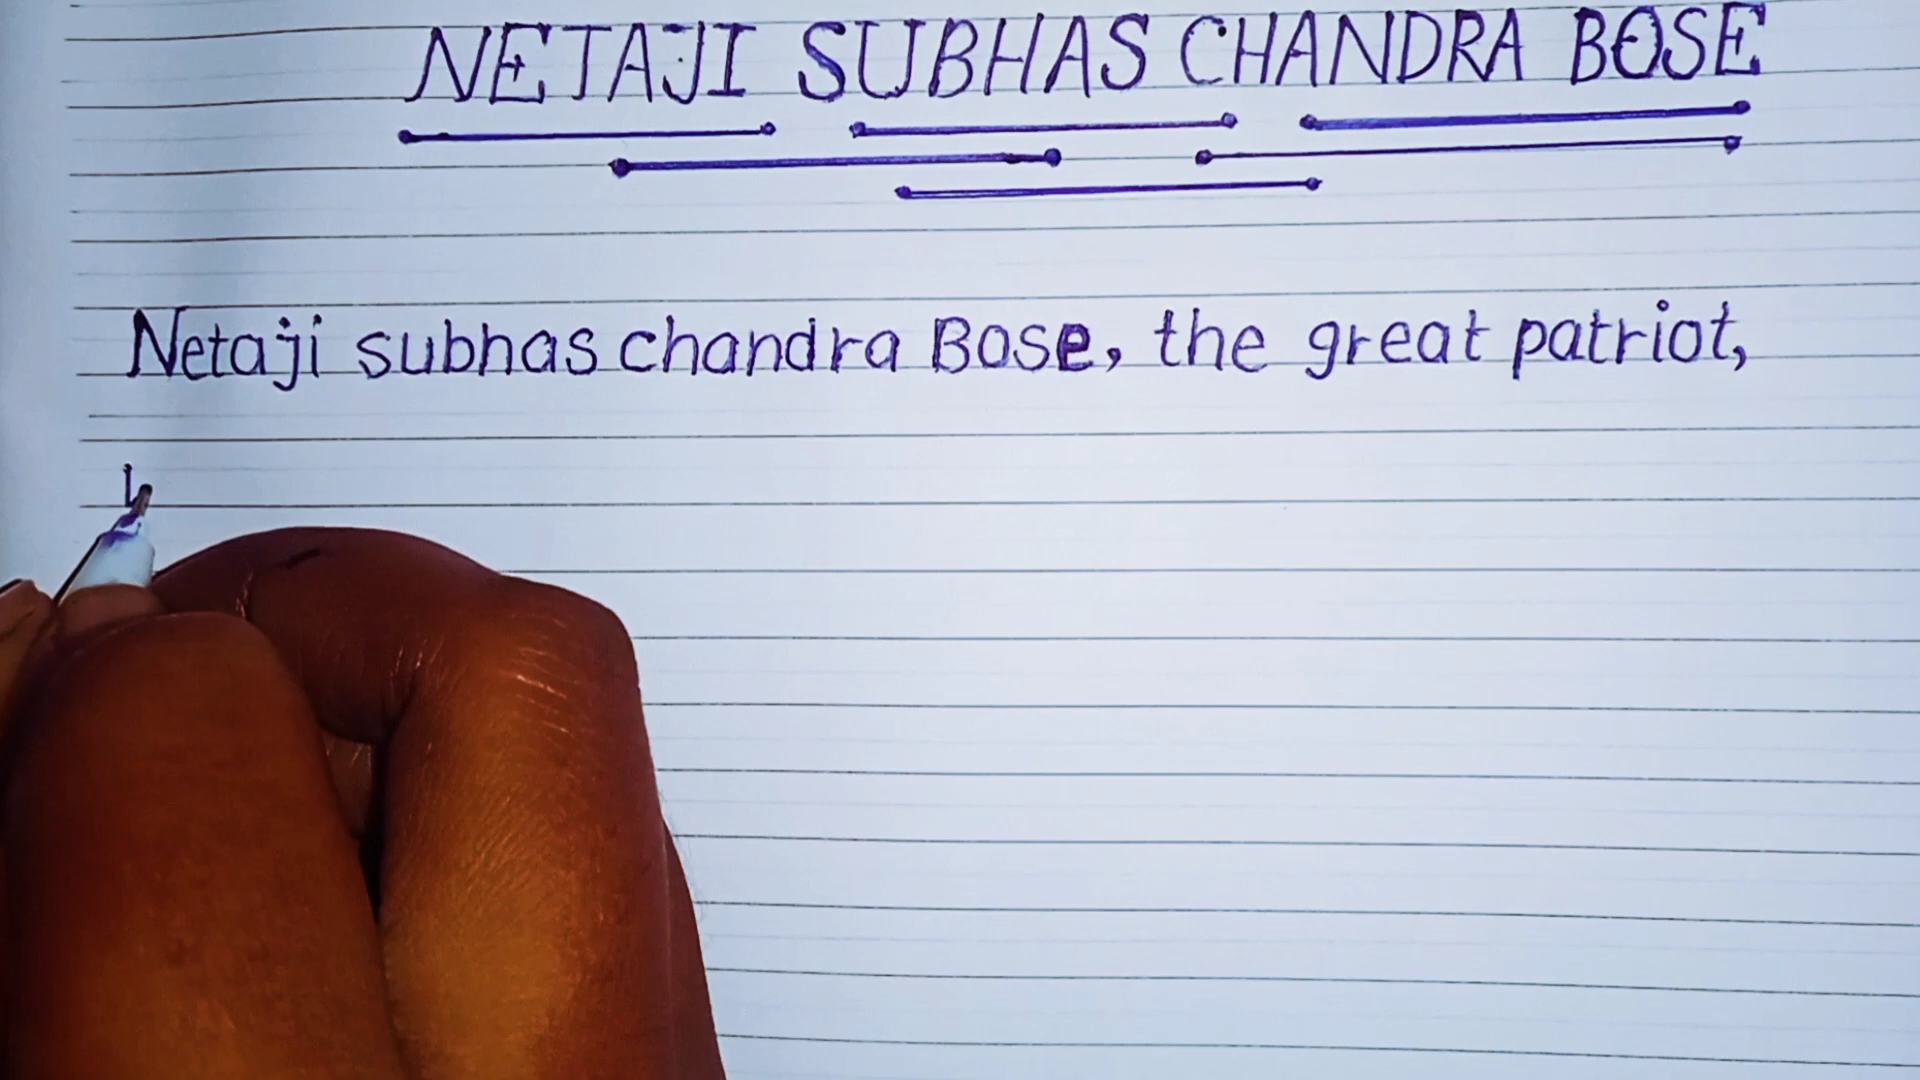 NETAJI SUBHAS CHANDRA BOSE
Netaji subhas chandra Bose, the great patriot,